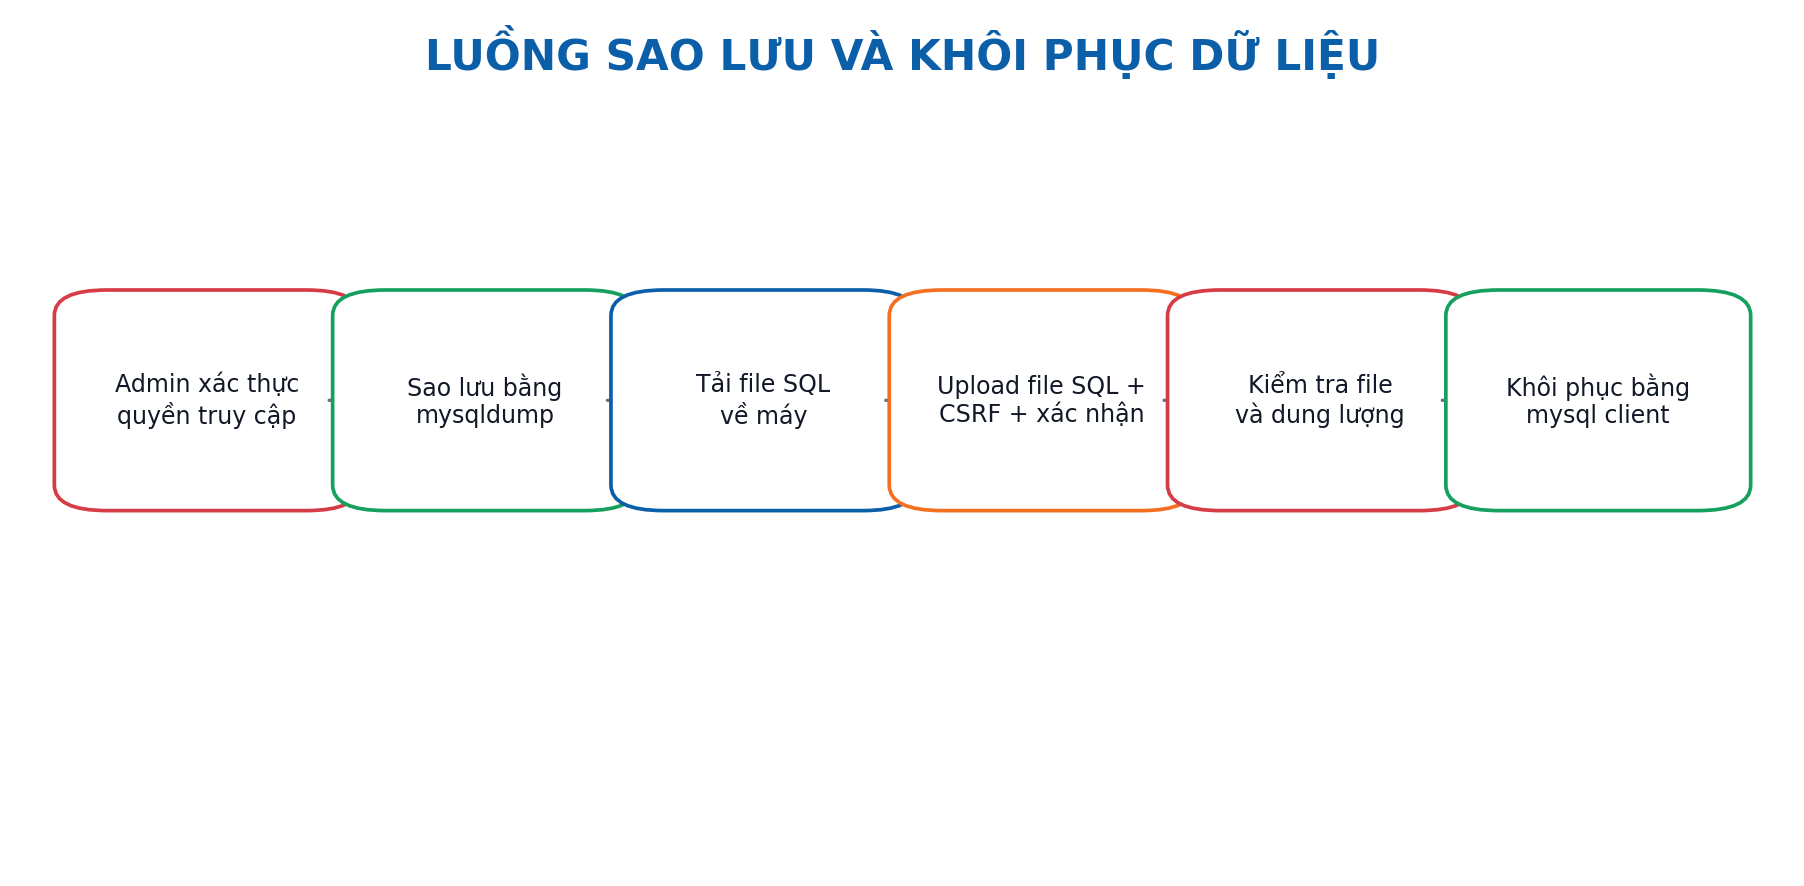 LUỒNG SAO LƯU VÀ KHÔI PHỤC DỮ LIỆU
Admin xác thực
quyền truy cập
Sao lưu bằng
mysqldump
Tải file SQL
về máy
Upload file SQL +
CSRF + xác nhận
Kiểm tra file
và dung lượng
Khôi phục bằng
mysql client